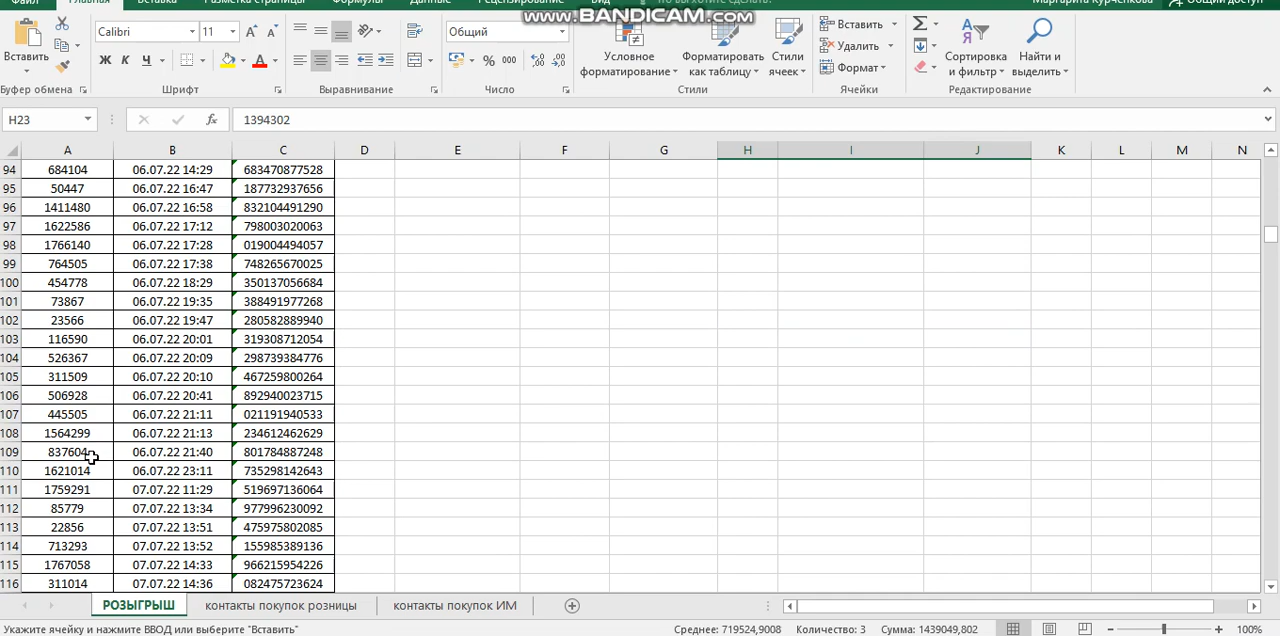 Файл Главная Вставка Разметка страницы Формулы Данные Рецензирование Вид Что вы хотите сделать? Маргарита Курченкова Общий доступ
www.BANDICAM.com
Вставить
Calibri 11
Ж К Ч
А
Общий
% 000
Условное форматирование
Форматировать как таблицу
Стили ячеек
Вставить
Удалить
Формат
Сортировка и фильтр
Найти и выделить
Буфер обмена Шрифт Выравнивание Число Стили Ячейки Редактирование
H23 fx 1394302
A B C D E F G H I J K L M N
94 684104 06.07.22 14:29 683470877528
95 50447 06.07.22 16:47 187732937656
96 1411480 06.07.22 16:58 832104491290
97 1622586 06.07.22 17:12 798003020063
98 1766140 06.07.22 17:28 019004494057
99 764505 06.07.22 17:38 748265670025
100 454778 06.07.22 18:29 350137056684
101 73867 06.07.22 19:35 388491977268
102 23566 06.07.22 19:47 280582889940
103 116590 06.07.22 20:01 319308712054
104 526367 06.07.22 20:09 298739384776
105 311509 06.07.22 20:10 467259800264
106 506928 06.07.22 20:41 892940023715
107 445505 06.07.22 21:11 021191940533
108 1564299 06.07.22 21:13 234612462629
109 837604 06.07.22 21:40 801784887248
110 1621014 06.07.22 23:11 735298142643
111 1759291 07.07.22 11:29 519697136064
112 85779 07.07.22 13:34 977996230092
113 22856 07.07.22 13:51 475975802085
114 713293 07.07.22 13:52 155985389136
115 1767058 07.07.22 14:33 966215954226
116 311014 07.07.22 14:36 082475723624
РОЗЫГРЫШ контакты покупок розницы контакты покупок ИМ
Укажите ячейку и нажмите ВВОД или выберите "Вставить" Среднее: 719524,9008 Количество: 3 Сумма: 1439049,802 100%